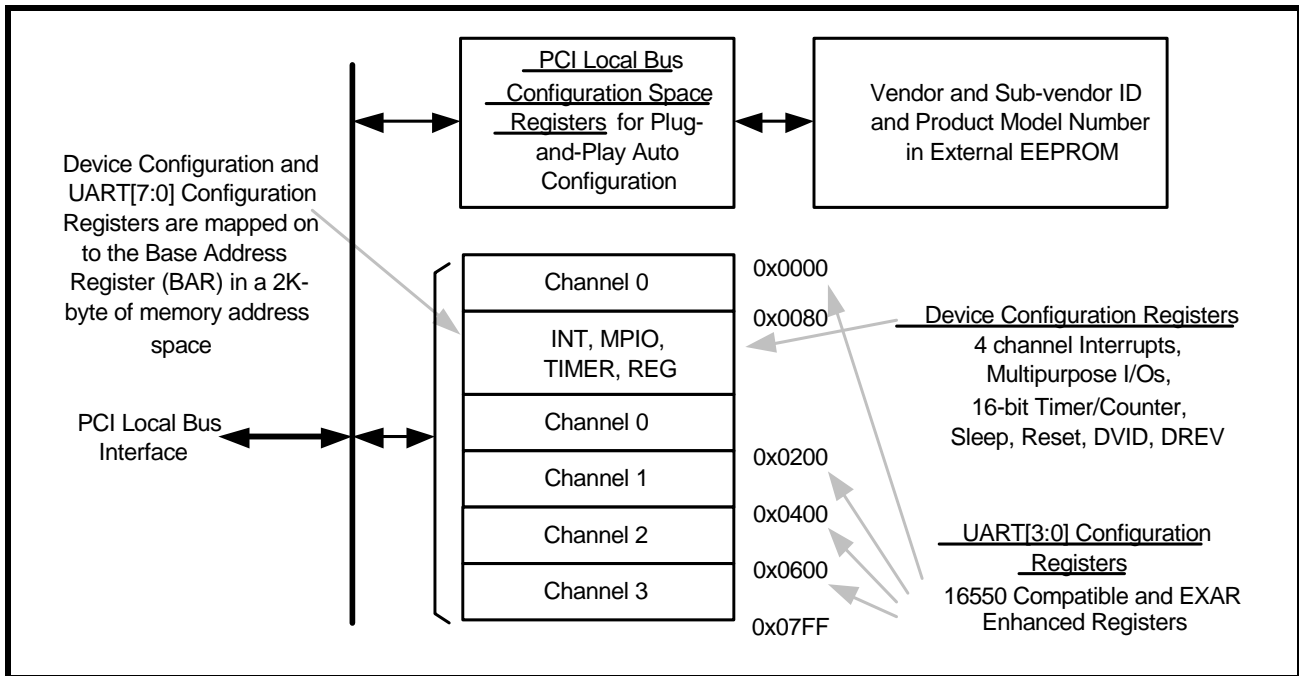 PCI Local Bus
Configuration Space
Registers for Plug-
and-Play Auto
Configuration
Vendor and Sub-vendor ID
and Product Model Number
in External EEPROM
Device Configuration and
UART[7:0] Configuration
Registers are mapped on
to the Base Address
Register (BAR) in a 2K-
byte of memory address
space
PCI Local Bus
Interface
Channel 0
INT, MPIO,
TIMER, REG
Channel 0
Channel 1
Channel 2
Channel 3
0x0000
0x0080
0x0200
0x0400
0x0600
0x07FF
Device Configuration Registers
4 channel Interrupts,
Multipurpose I/Os,
16-bit Timer/Counter,
Sleep, Reset, DVID, DREV
UART[3:0] Configuration
Registers
16550 Compatible and EXAR
Enhanced Registers